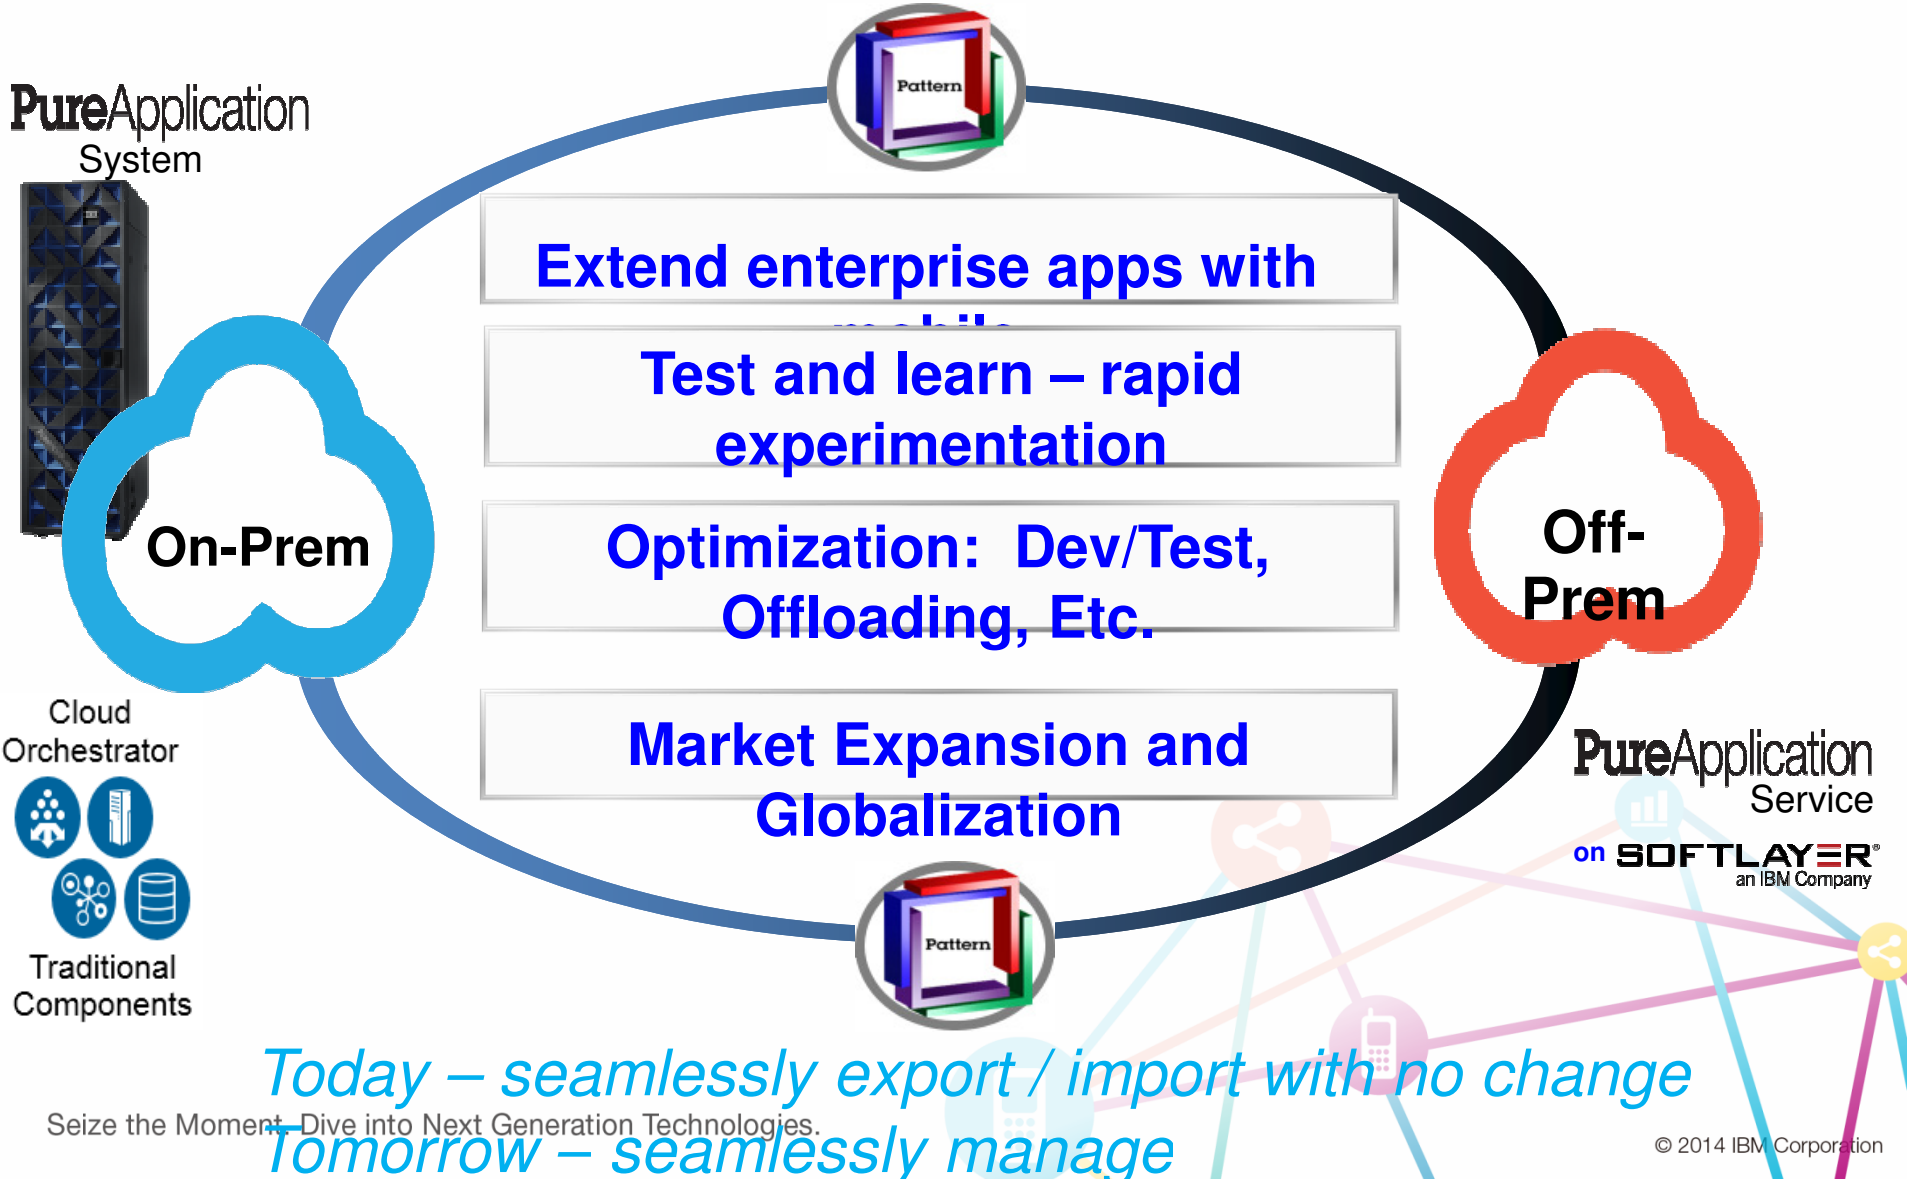 Pattern
PureApplication
System
Extend enterprise apps with
mobile
Test and learn – rapid
experimentation
On-Prem
Optimization: Dev/Test,
Offloading, Etc.
Off-
Prem
Market Expansion and
Globalization
Cloud
Orchestrator
Traditional
Components
PureApplication
Service
on SOFTLAYER®
an IBM Company
Pattern
Today – seamlessly export / import with no change
Tomorrow – seamlessly manage
Seize the Moment. Dive into Next Generation Technologies.
© 2014 IBM Corporation